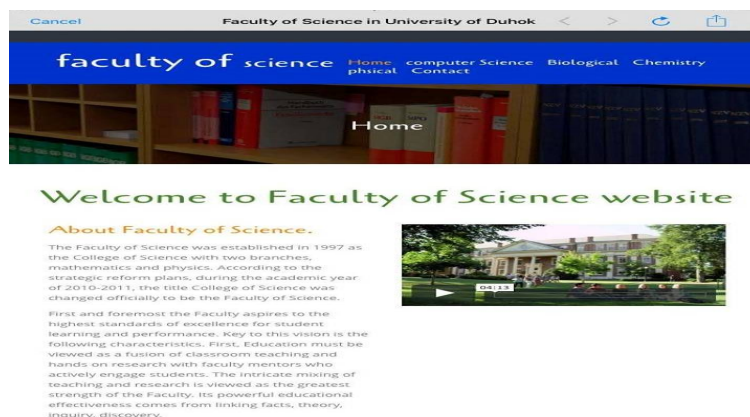 Cancel Faculty of Science in University of Duhok
faculty of science Home computer Science Biological Chemistry
phsical Contact
Home
Welcome to Faculty of Science website
About Faculty of Science.
The Faculty of Science was established in 1997 as
the College of Science with two branches,
mathematics and physics. According to the
strategic reform plans, during the academic year
of 2010-2011, the title College of Science was
changed officially to be the Faculty of Science.
04:13
First and foremost the Faculty aspires to the
highest standards of excellence for student
learning and performance. Key to this vision is the
following characteristics. First, Education must be
viewed as a fusion of classroom teaching and
hands on research with faculty mentors who
actively engage students. The intricate mixing of
teaching and research is viewed as the greatest
strength of the Faculty. Its powerful educational
effectiveness comes from linking facts, theory,
inquiry, discovery.